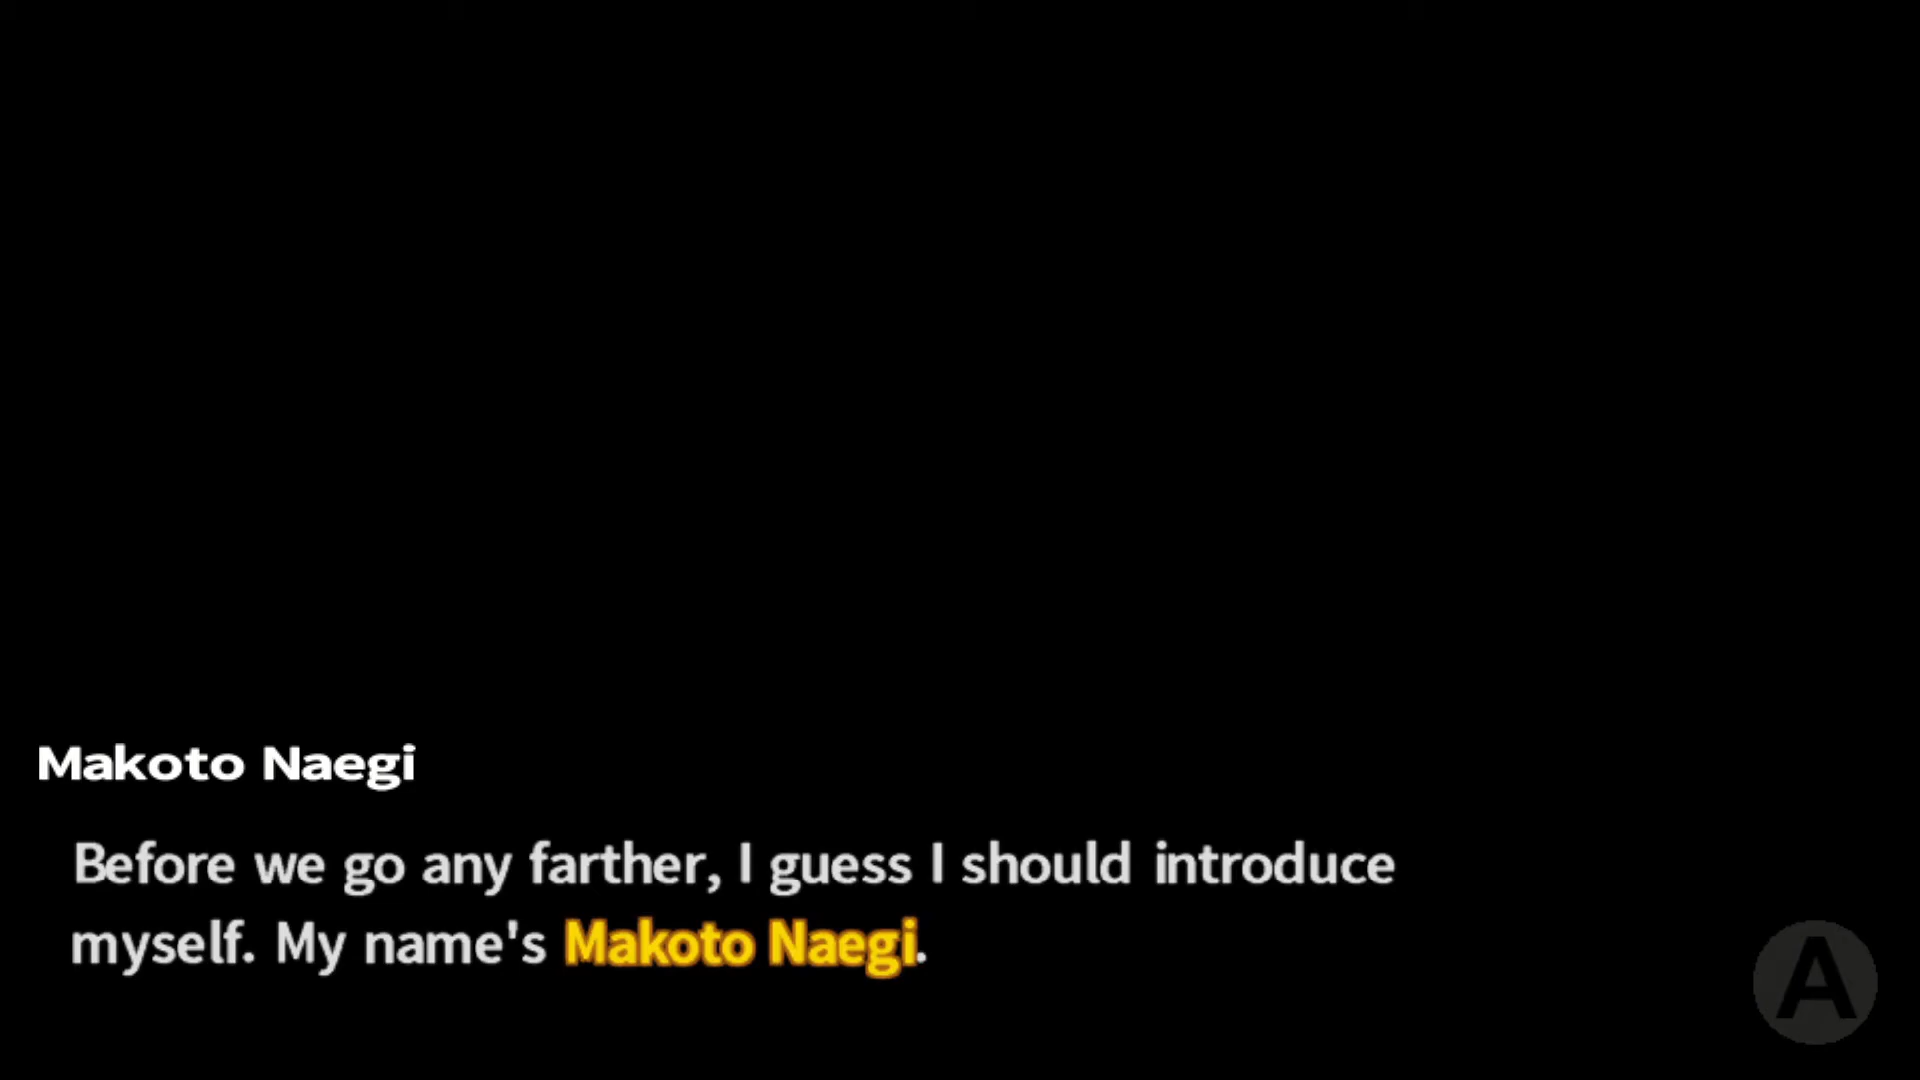 Makoto Naegi
Before we go any farther, I guess I should introduce
myself. My name's Makoto Naegi.
A